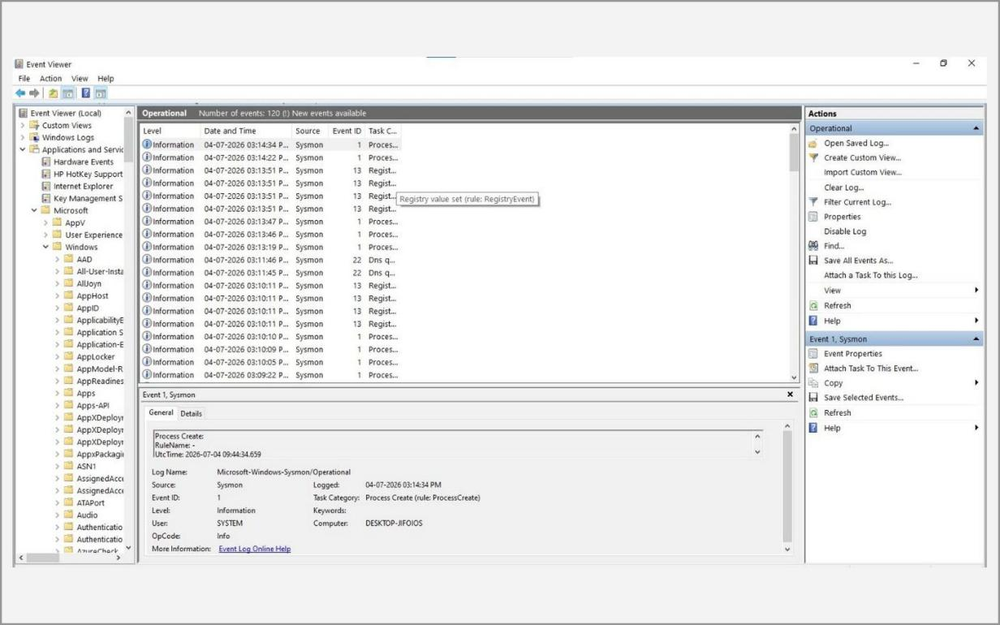 Event Viewer
File Action View Help
Event Viewer (Local)
Custom Views
Windows Logs
Applications and Servic
Hardware Events
HP HotKey Support
Internet Explorer
Key Management S
Microsoft
AppV
User Experience
Windows
AAD
All-User-Insta
AllJoyn
AppHost
AppID
ApplicabilityE
Application S
Application-E
AppLocker
AppModel-R
AppReadines
Apps
Apps-API
AppXDeployr
AppXDeployr
AppXDeployr
AppxPackagin
ASN1
AssignedAcce
AssignedAcce
ATAPort
Audio
Authenticatio
Authenticatio
AzureCheck
Operational Number of events: 120 (!) New events available
Level Date and Time Source Event ID Task C...
Information 04-07-2026 03:14:34 P... Sysmon 1 Proces...
Information 04-07-2026 03:14:22 P... Sysmon 1 Proces...
Information 04-07-2026 03:13:51 P... Sysmon 13 Regist...
Information 04-07-2026 03:13:51 P... Sysmon 13 Regist...
Information 04-07-2026 03:13:51 P... Sysmon 13 Regist...
Registry value set (rule: RegistryEvent)
Information 04-07-2026 03:13:51 P... Sysmon 13 Regist...
Information 04-07-2026 03:13:47 P... Sysmon 1 Proces...
Information 04-07-2026 03:13:46 P... Sysmon 1 Proces...
Information 04-07-2026 03:13:19 P... Sysmon 1 Proces...
Information 04-07-2026 03:11:46 P... Sysmon 22 Dns q...
Information 04-07-2026 03:11:45 P... Sysmon 22 Dns q...
Information 04-07-2026 03:10:11 P... Sysmon 13 Regist...
Information 04-07-2026 03:10:11 P... Sysmon 13 Regist...
Information 04-07-2026 03:10:11 P... Sysmon 13 Regist...
Information 04-07-2026 03:10:11 P... Sysmon 13 Regist...
Information 04-07-2026 03:10:10 P... Sysmon 1 Proces...
Information 04-07-2026 03:10:09 P... Sysmon 1 Proces...
Information 04-07-2026 03:10:05 P... Sysmon 1 Proces...
Information 04-07-2026 03:09:22 P... Sysmon 1 Proces...
Event 1, Sysmon
General Details
Process Create:
RuleName: -
UtcTime: 2026-07-04 09:44:34.659
Log Name: Microsoft-Windows-Sysmon/Operational
Source: Sysmon Logged: 04-07-2026 03:14:34 PM
Event ID: 1 Task Category: Process Create (rule: ProcessCreate)
Level: Information Keywords:
User: SYSTEM Computer: DESKTOP-JIFOIOS
OpCode: Info
More Information: Event Log Online Help
Actions
Operational
Open Saved Log...
Create Custom View...
Import Custom View...
Clear Log...
Filter Current Log...
Properties
Disable Log
Find...
Save All Events As...
Attach a Task To this Log...
View
Refresh
Help
Event 1, Sysmon
Event Properties
Attach Task To This Event...
Copy
Save Selected Events...
Refresh
Help